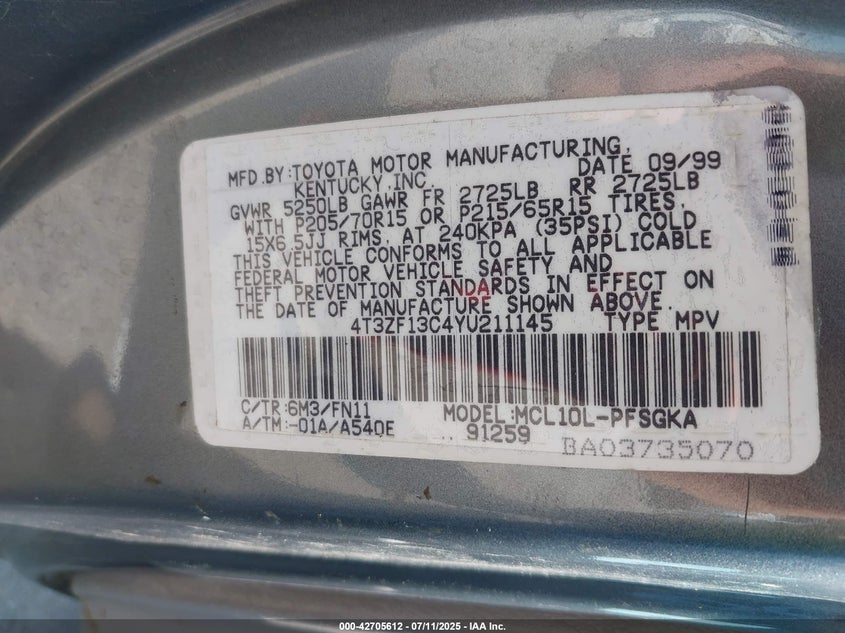 MFD.BY:TOYOTA MOTOR MANUFACTURING,
KENTUCKY,INC. DATE 09/99
GVWR 5250LB GAWR FR 2725LB RR 2725LB
WITH P205/70R15 OR P215/65R15 TIRES,
15X6.5JJ RIMS, AT 240KPA (35PSI) COLD
THIS VEHICLE CONFORMS TO ALL APPLICABLE
FEDERAL MOTOR VEHICLE SAFETY AND
THEFT PREVENTION STANDARDS IN EFFECT ON
THE DATE OF MANUFACTURE SHOWN ABOVE.
4T3ZF13C4YU211145 TYPE MPV
C/TR:6M3/FN11 MODEL:MCL10L-PFSGKA
A/TM:-01A/A540E 91259
BA03735070
000-42705612 / 07/11/2025 - IAA Inc.